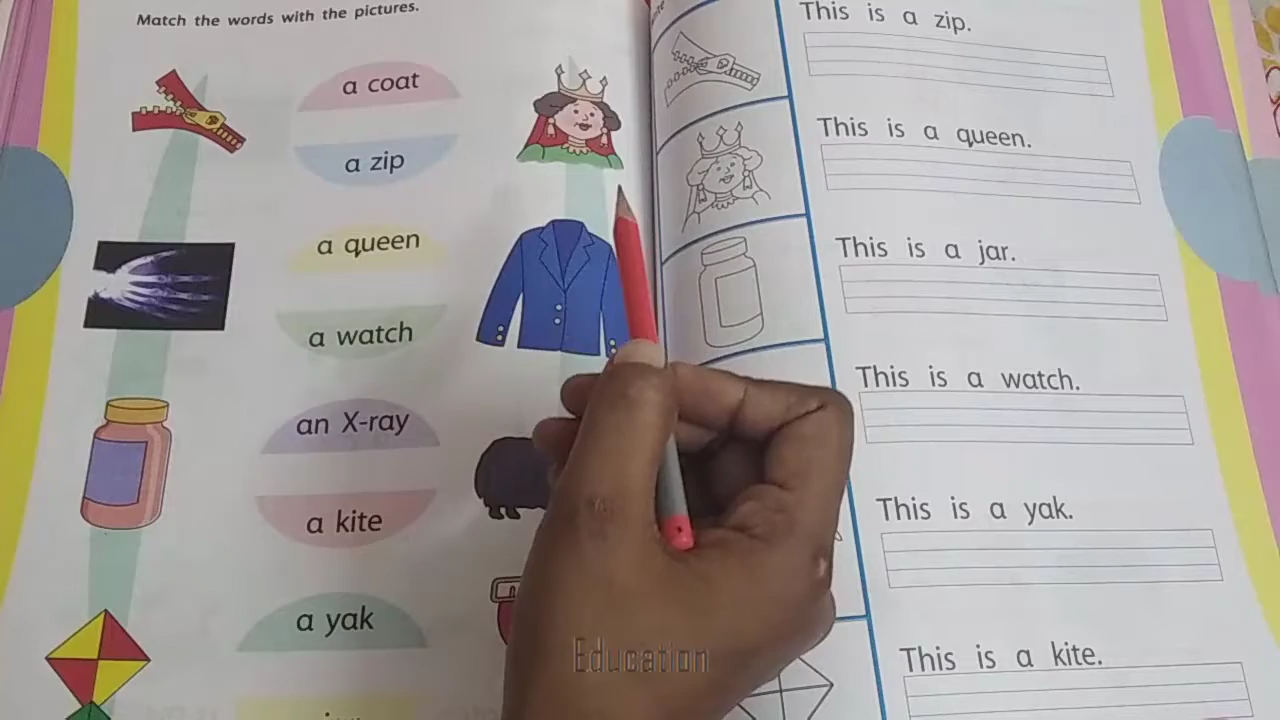 Match the words with the pictures.
a coat
a zip
a queen
a watch
an X-ray
a kite
a yak
This is a zip.
This is a queen.
This is a jar.
This is a watch.
This is a yak.
This is a kite.
Education